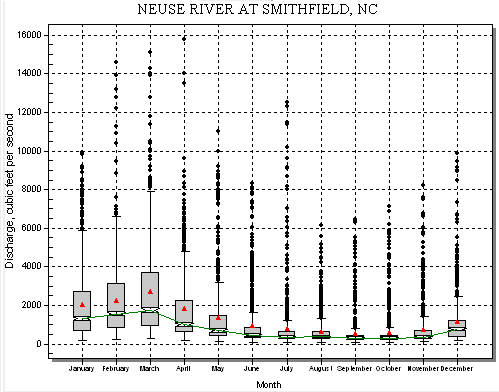 NEUSE RIVER AT SMITHFIELD, NC
Discharge, cubic feet per second
16000
14000
12000
10000
8000
6000
4000
2000
0
January February March April May June July August September October November December
Month